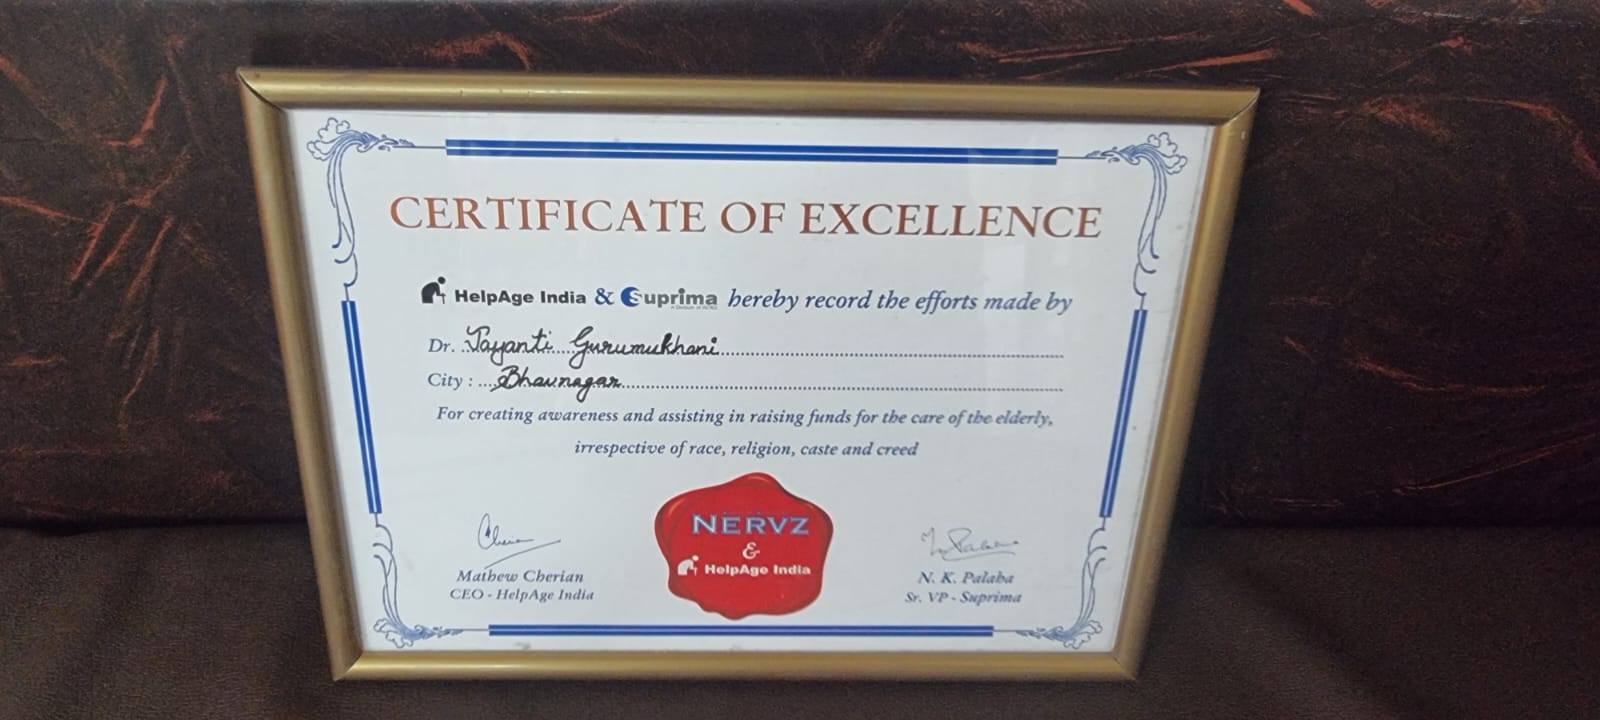 CERTIFICATE OF EXCELLENCE
HelpAge India & Suprima hereby record the efforts made by
Dr. Jayanti Gurumukhani
City : Bhavnagar
For creating awareness and assisting in raising funds for the care of the elderly,
irrespective of race, religion, caste and creed
NERVZ
&
HelpAge India
Cherian
Mathew Cherian
CEO - HelpAge India
N. K. Palaba
Sr. VP - Suprima